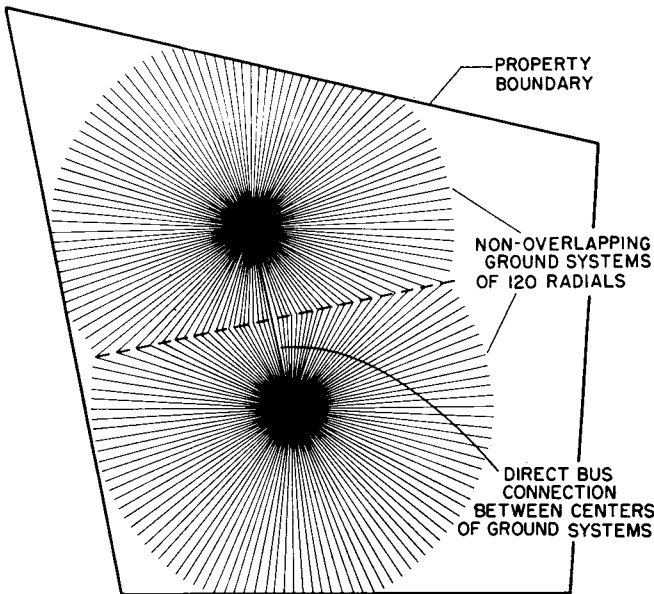 PROPERTY
BOUNDARY
NON-OVERLAPPING
GROUND SYSTEMS
OF 120 RADIALS
DIRECT BUS
CONNECTION
BETWEEN CENTERS
OF GROUND SYSTEMS